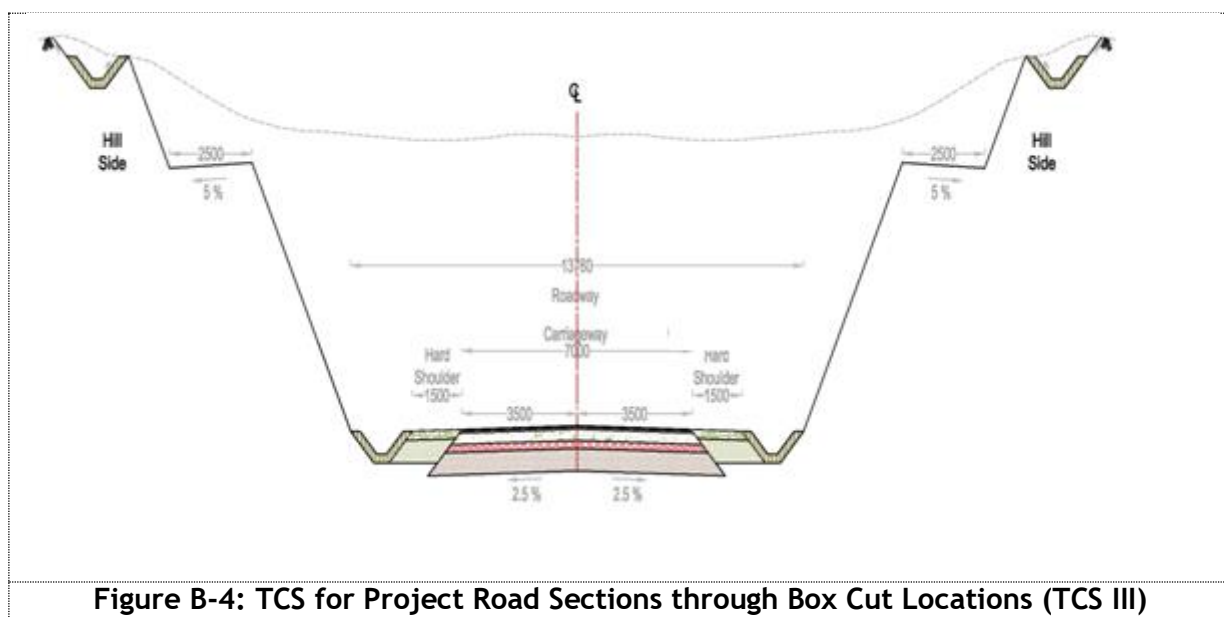 ℄
Hill
Side
Hill
Side
2500
2500
5 %
5 %
13760
Roadway
Carriageway
7000
Hard
Shoulder
1500
Hard
Shoulder
1500
3500
3500
2.5 %
2.5 %
Figure B-4: TCS for Project Road Sections through Box Cut Locations (TCS III)